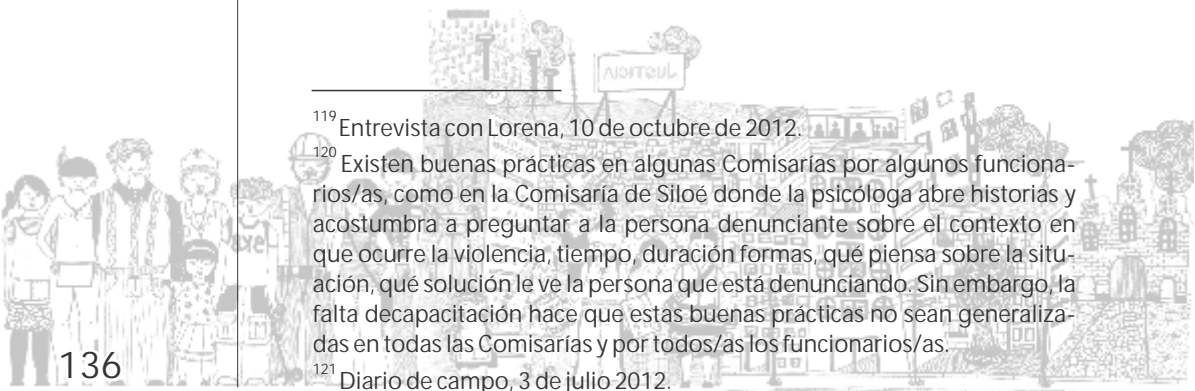 119 Entrevista con Lorena, 10 de octubre de 2012.
120 Existen buenas prácticas en algunas Comisarías por algunos funciona-
rios/as, como en la Comisaría de Siloé donde la psicóloga abre historias y
acostumbra a preguntar a la persona denunciante sobre el contexto en
que ocurre la violencia, tiempo, duración formas, qué piensa sobre la situ-
ación, qué solución le ve la persona que está denunciando. Sin embargo, la
falta decapacitación hace que estas buenas prácticas no sean generaliza-
das en todas las Comisarías y por todos/as los funcionarios/as.
121 Diario de campo, 3 de julio 2012.
136